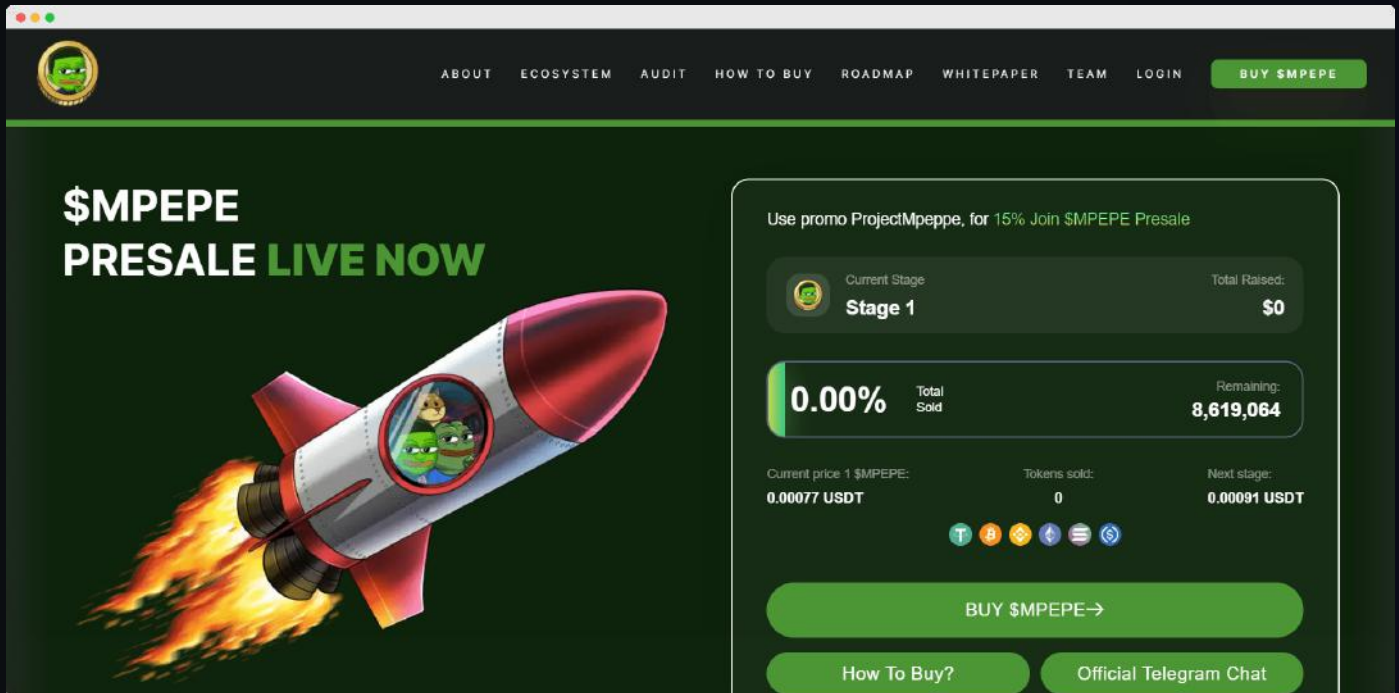 ABOUT ECOSYSTEM AUDIT HOW TO BUY ROADMAP WHITEPAPER TEAM LOGIN BUY $MPEPE
$MPEPE
PRESALE LIVE NOW
Use promo ProjectMpeppe, for 15% Join $MPEPE Presale
Current Stage
Stage 1
Total Raised:
$0
0.00%
Total
Sold
Remaining:
8,619,064
Current price 1 $MPEPE:
0.00077 USDT
Tokens sold:
0
Next stage:
0.00091 USDT
BUY $MPEPE→
How To Buy?
Official Telegram Chat